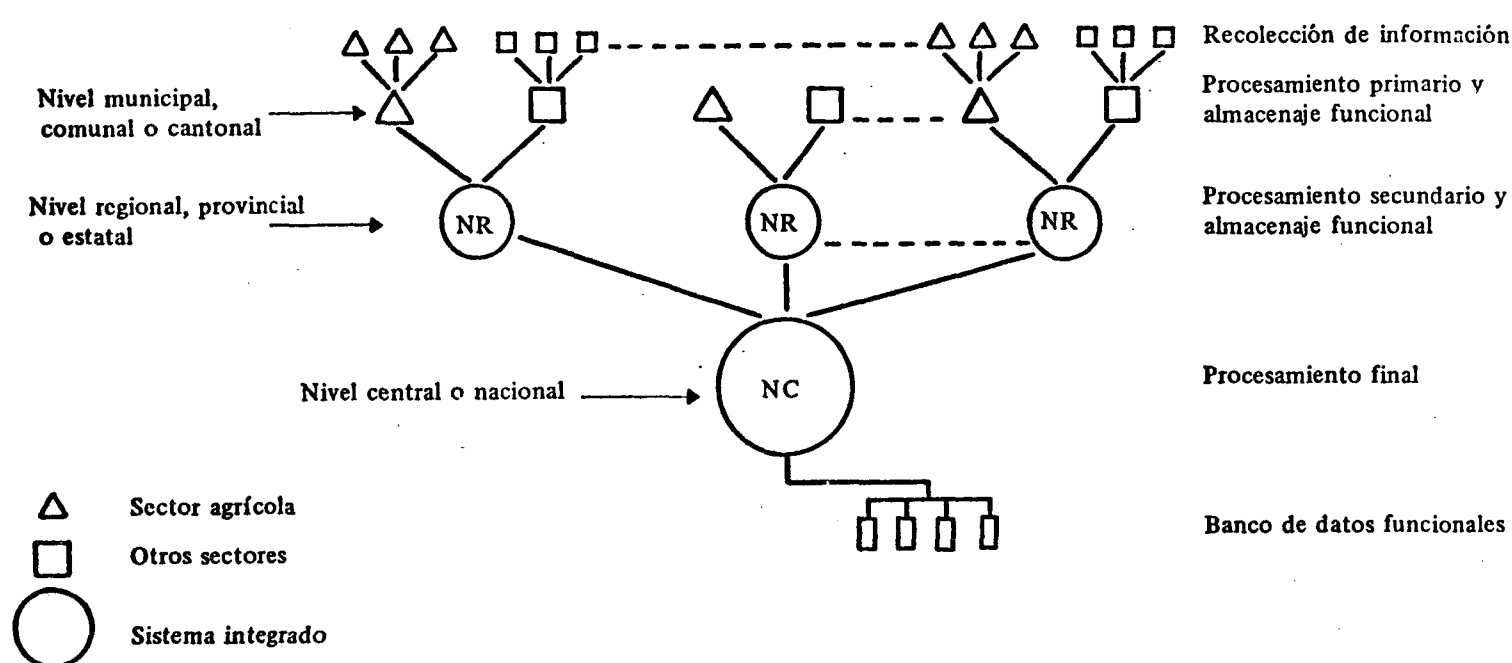 Recolección de información
Nivel municipal,
comunal o cantonal
Procesamiento primario y
almacenaje funcional
Nivel regional, provincial
o estatal
NR
NR
NR
Procesamiento secundario y
almacenaje funcional
Nivel central o nacional
NC
Procesamiento final
Sector agrícola
Otros sectores
Sistema integrado
Banco de datos funcionales